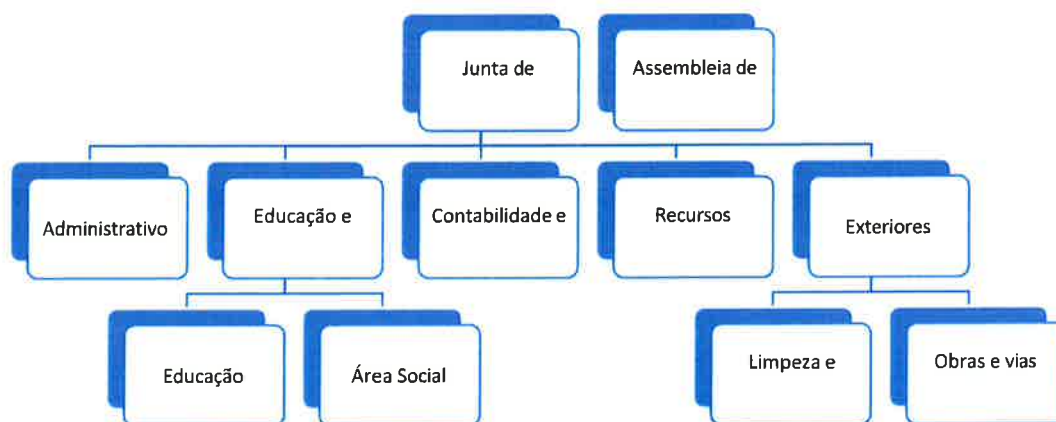 Junta de
Assembleia de
Administrativo
Educação e
Contabilidade e
Recursos
Exteriores
Educação
Área Social
Limpeza e
Obras e vias